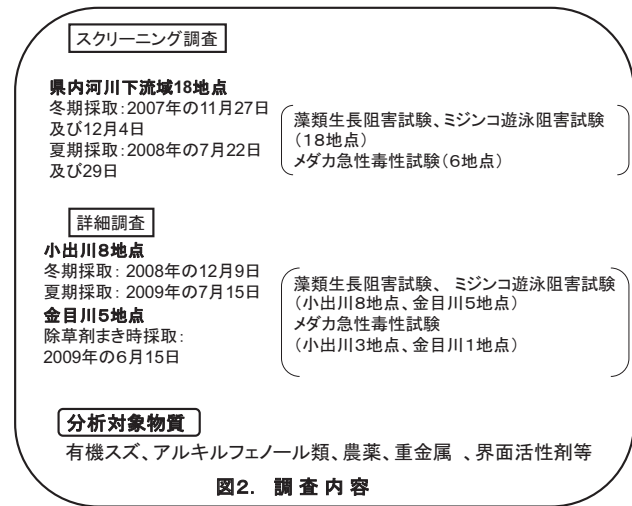 スクリーニング調査
県内河川下流域18地点
冬期採取:2007年の11月27日
及び12月4日
夏期採取:2008年の7月22日
及び29日
藻類生長阻害試験、ミジンコ遊泳阻害試験
(18地点)
メダカ急性毒性試験(6地点)
詳細調査
小出川8地点
冬期採取: 2008年の12月9日
夏期採取: 2009年の7月15日
金目川5地点
除草剤まき時採取:
2009年の6月15日
藻類生長阻害試験、 ミジンコ遊泳阻害試験
(小出川8地点、金目川5地点)
メダカ急性毒性試験
(小出川3地点、金目川1地点)
分析対象物質
有機スズ、アルキルフェノール類、農薬、重金属 、界面活性剤等
図2. 調査内容